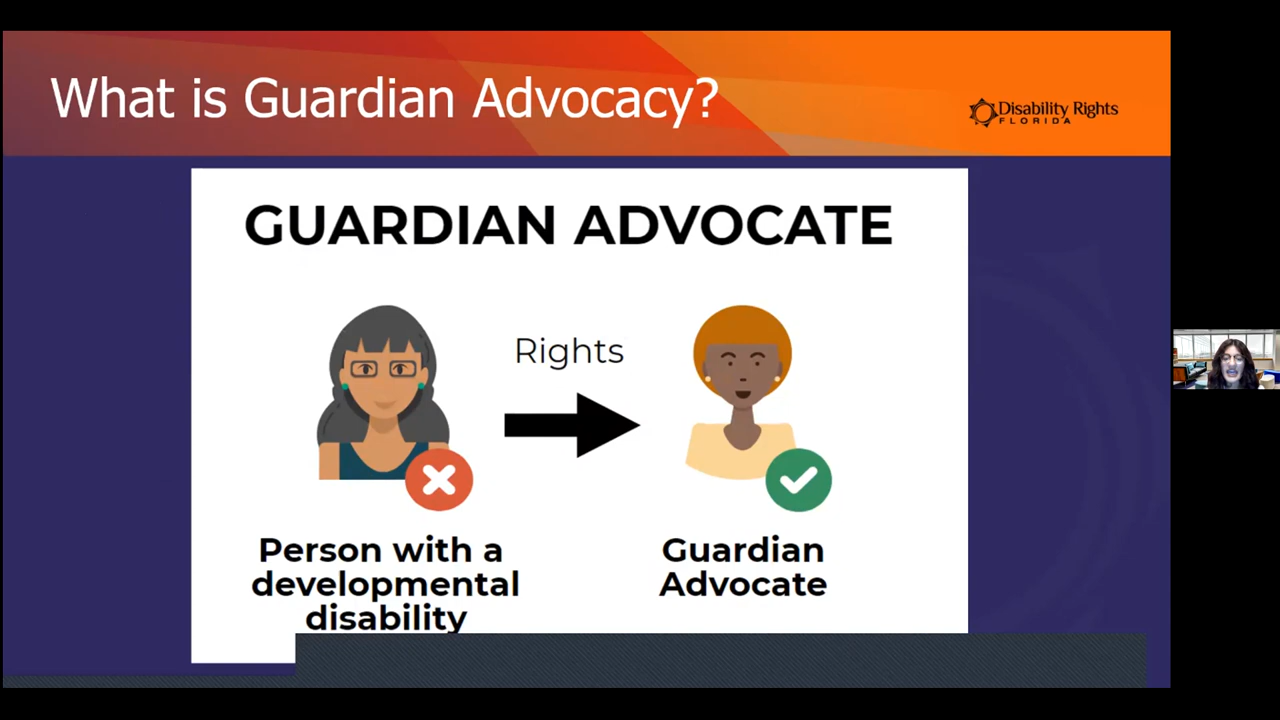 What is Guardian Advocacy?
Disability Rights
FLORIDA
GUARDIAN ADVOCATE
Rights
Person with a
developmental
disability
Guardian
Advocate